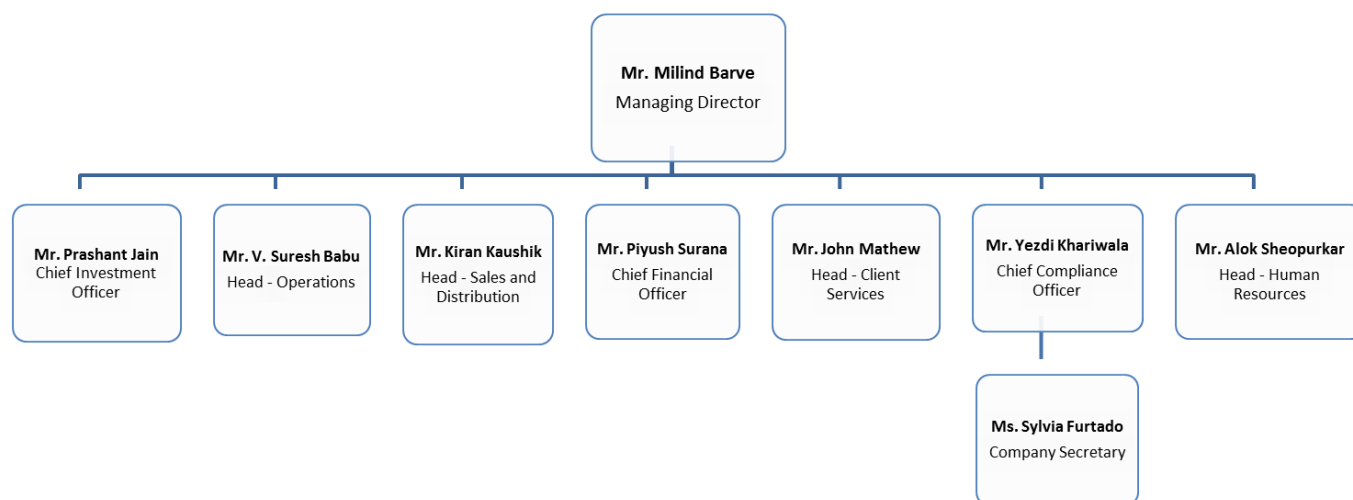 Mr. Milind Barve
Managing Director
Mr. Prashant Jain
Chief Investment
Officer
Mr. V. Suresh Babu
Head - Operations
Mr. Kiran Kaushik
Head - Sales and
Distribution
Mr. Piyush Surana
Chief Financial
Officer
Mr. John Mathew
Head - Client
Services
Mr. Yezdi Khariwala
Chief Compliance
Officer
Mr. Alok Sheopurkar
Head - Human
Resources
Ms. Sylvia Furtado
Company Secretary